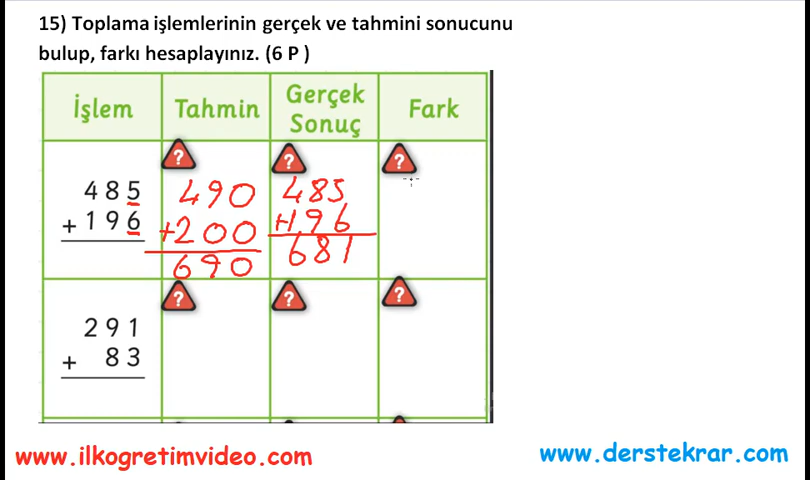 15) Toplama işlemlerinin gerçek ve tahmini sonucunu
bulup, farkı hesaplayınız. (6 P )
İşlem Tahmin Gerçek Sonuç Fark
? ? ?
485 490 485
+196 +200 +196
690 681
? ? ?
291
+ 83
www.ilkogretimvideo.com www.derstekrar.com